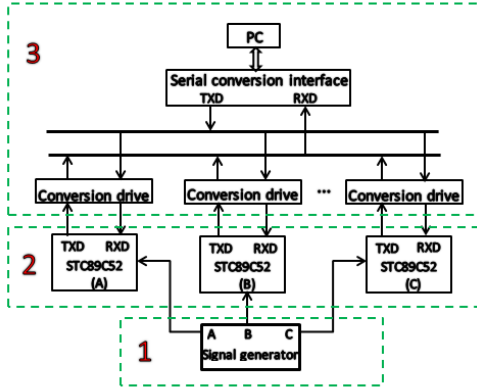 3
PC
Serial conversion interface
TXD RXD
Conversion drive Conversion drive ... Conversion drive
2
TXD RXD TXD RXD TXD RXD
STC89C52 STC89C52 STC89C52
(A) (B) (C)
1
A B C
Signal generator